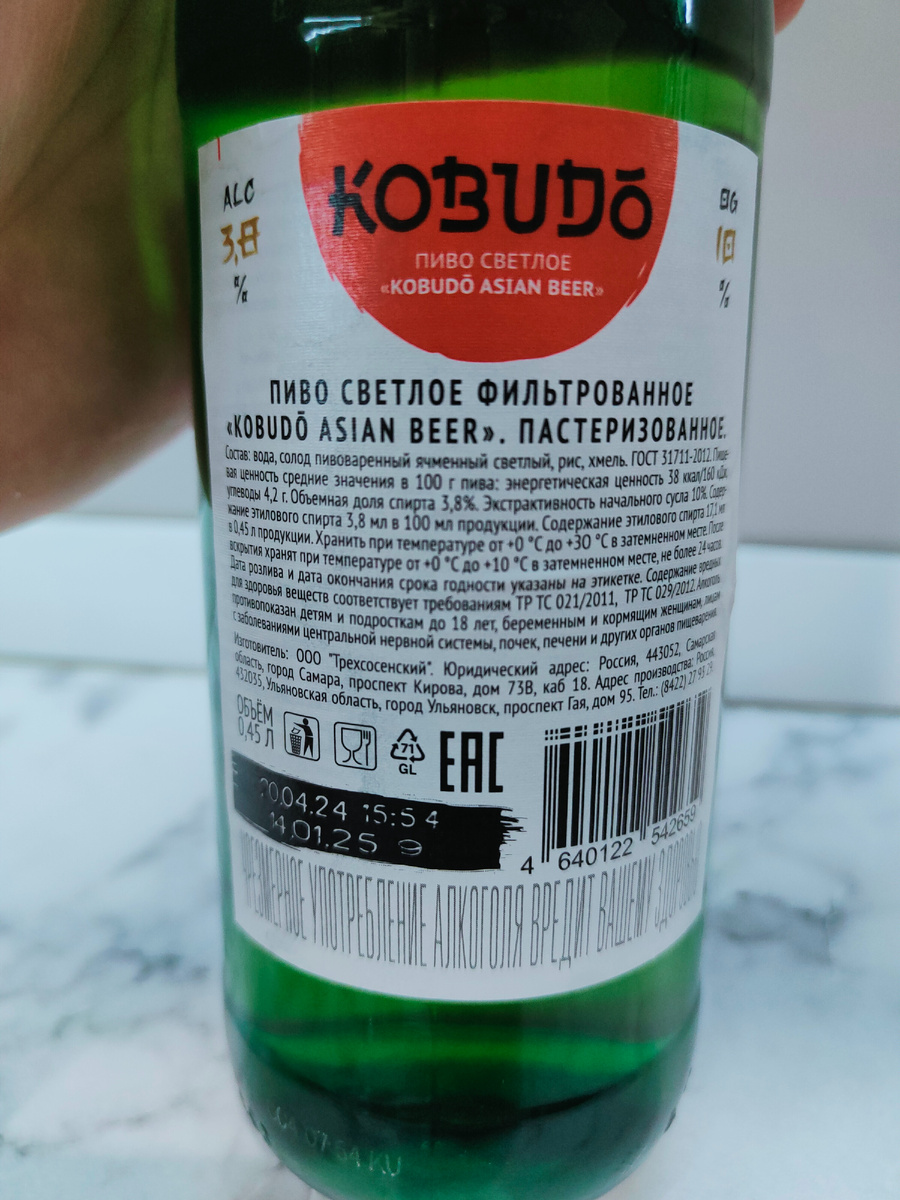 ALC
3,8
%
KOBUDŌ
ПИВО СВЕТЛОЕ
«KOBUDŌ ASIAN BEER»
OG
10
%
ПИВО СВЕТЛОЕ ФИЛЬТРОВАННОЕ
«KOBUDŌ ASIAN BEER». ПАСТЕРИЗОВАННОЕ.
Состав: вода, солод пивоваренный ячменный светлый, рис, хмель. ГОСТ 31711-2012. Пище-
вая ценность средние значения в 100 г пива: энергетическая ценность 38 ккал/160 кДж,
углеводы 4,2 г. Объемная доля спирта 3,8%. Экстрактивность начального сусла 10%. Содер-
жание этилового спирта 3,8 мл в 100 мл продукции. Содержание этилового спирта 17,1 мл
в 0,45 л продукции. Хранить при температуре от +0 °С до +30 °С в затемненном месте. После
вскрытия хранят при температуре от +0 °С до +10 °С в затемненном месте, не более 24 часов.
Дата розлива и дата окончания срока годности указаны на этикетке. Содержание вредных
для здоровья веществ соответствует требованиям ТР ТС 021/2011, ТР ТС 029/2012. Алкоголь
противопоказан детям и подросткам до 18 лет, беременным и кормящим женщинам, лицам
с заболеваниями центральной нервной системы, почек, печени и других органов пищеварения.
Изготовитель: ООО "Трехсосенский". Юридический адрес: Россия, 443052, Самарская
область, город Самара, проспект Кирова, дом 73В, каб 18. Адрес производства: Россия,
432035, Ульяновская область, город Ульяновск, проспект Гая, дом 95. Тел.: (8422) 27 93 29
ОБЪЁМ
0,45 Л
71
GL
EAC
20.04.24 15:54
14.01.25 9
4 640122 542659
ЧРЕЗМЕРНОЕ УПОТРЕБЛЕНИЕ АЛКОГОЛЯ ВРЕДИТ ВАШЕМУ ЗДОРОВЬЮ